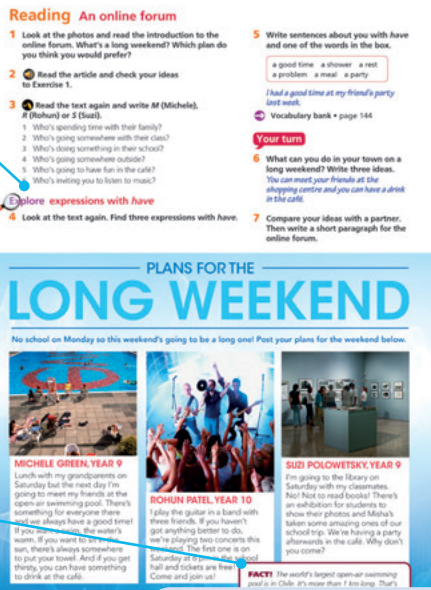 Reading An online forum
1 Look at the photos and read the introduction to the
online forum. What's a long weekend? Which plan do
you think you would prefer?
2 Read the article and check your ideas
to Exercise 1.
3 Read the text again and write M (Michele),
R (Rohun) or S (Suzi).
1 Who's spending time with their family?
2 Who's going somewhere with their class?
3 Who's doing something in their school?
4 Who's going somewhere outside?
5 Who's going to have fun in the café?
Who's inviting you to listen to music?
Explore expressions with have
4 Look at the text again. Find three expressions with have.
5 Write sentences about you with have
and one of the words in the box.
a good time a shower a rest
a problem a meal a party
I had a good time at my friend's party
last week.
Vocabulary bank • page 144
Your turn
6 What can you do in your town on a
long weekend? Write three ideas.
You can meet your friends at the
shopping centre and you can have a drink
in the café.
7 Compare your ideas with a partner.
Then write a short paragraph for the
online forum.
PLANS FOR THE
LONG WEEKEND
No school on Monday so this weekend's going to be a long one! Post your plans for the weekend below.
MICHELE GREEN, YEAR 9
Lunch with my grandparents on
Saturday but the next day I'm
going to meet my friends at the
open-air swimming pool. There's
something for everyone there
and we always have a good time!
If you want to swim, the water's
warm. If you want to sit in the
sun, there's always somewhere
to put your towel. And if you get
thirsty, you can have something
to drink at the café.
ROHUN PATEL, YEAR 10
I play the guitar in a band with
three friends. If you haven't
got anything better to do,
we're playing two concerts this
weekend. The first one is on
Saturday at 8 pm in the school
hall and tickets are free!
Come and join us!
SUZI POLOWETSKY, YEAR 9
I'm going to the library on
Saturday with my classmates.
No! Not to read books! There's
an exhibition for students to
show their photos and Misha's
taken some amazing ones of
our school trip. We're having a party
afterwards in the café. Why don't
you come?
FACT! The world's largest open-air swimming
pool is in Chile. It's more than 1 km long. That's